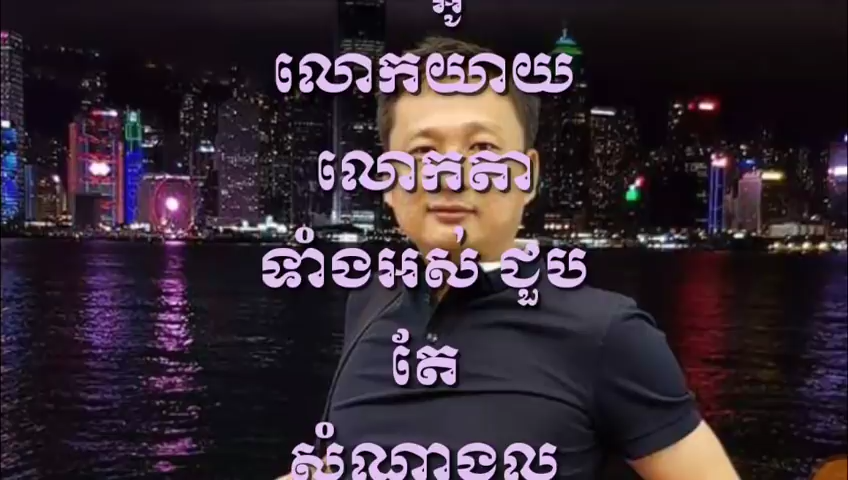 លោកយាយ
លោកតា
ទាំងអស់ ជួប
តែ
សំណាងល